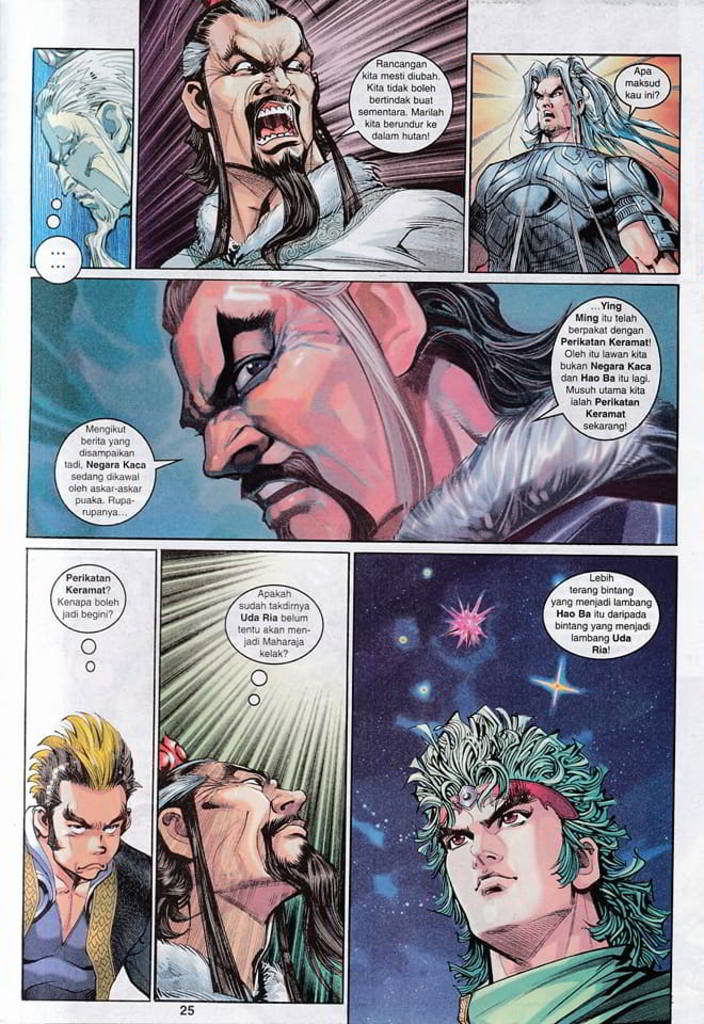 ... ...
... ...
Rancangan
kita mesti diubah.
Kita tidak boleh
bertindak buat
sementara. Marilah
kita berundur ke
dalam hutan!
Apa
maksud
kau ini?
...Ying
Ming itu telah
berpakat dengan
Perikatan Keramat!
Oleh itu lawan kita
bukan Negara Kaca
dan Hao Ba itu lagi.
Musuh utama kita
ialah Perikatan
Keramat
sekarang!
Mengikut
berita yang
disampaikan
tadi, Negara Kaca
sedang dikawal
oleh askar-askar
puaka. Rupa-
rupanya...
Perikatan
Keramat?
Kenapa boleh
jadi begini?
Apakah
sudah takdirnya
Uda Ria belum
tentu akan men-
jadi Maharaja
kelak?
Lebih
terang bintang
yang menjadi lambang
Hao Ba itu daripada
bintang yang menjadi
lambang Uda
Ria!
25